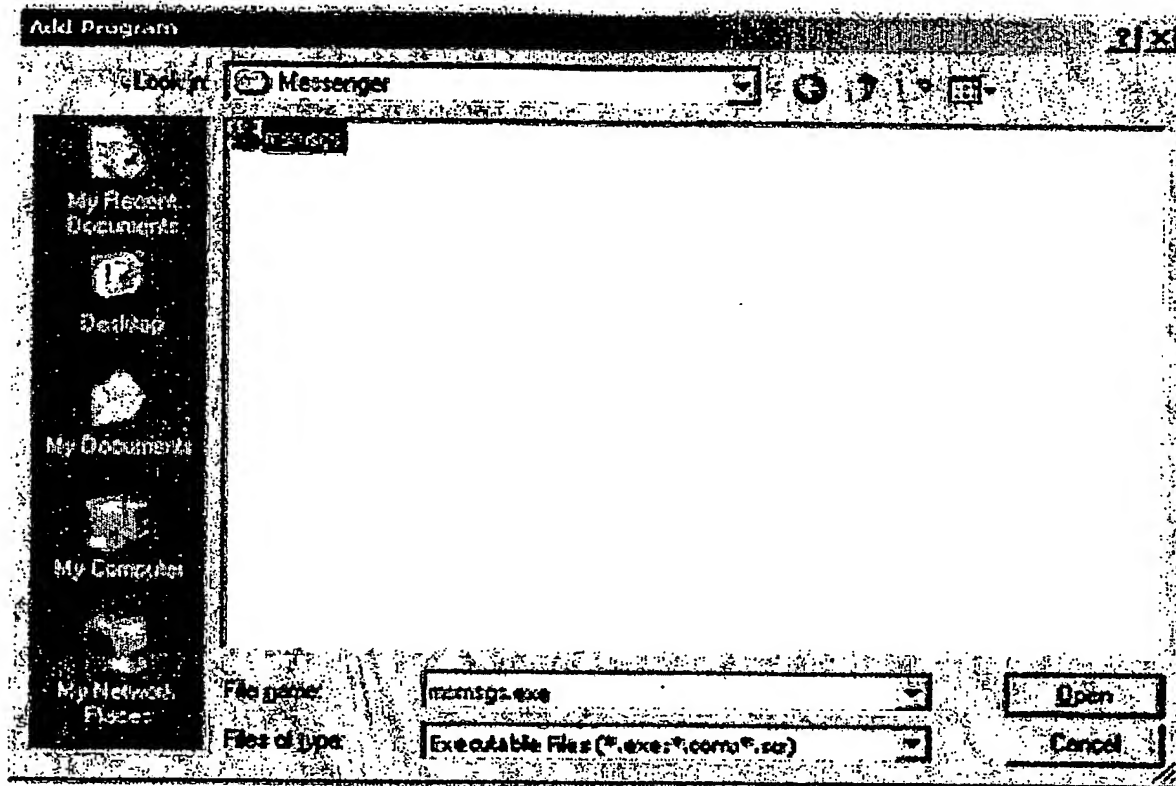 Add Program
Look in: Messenger
msmsgs
My Recent
Documents
Desktop
My Documents
My Computer
My Network
Places
File name: msmsgs.exe
Files of type: Executable Files (*.exe;*.com;*.scr)
Open
Cancel